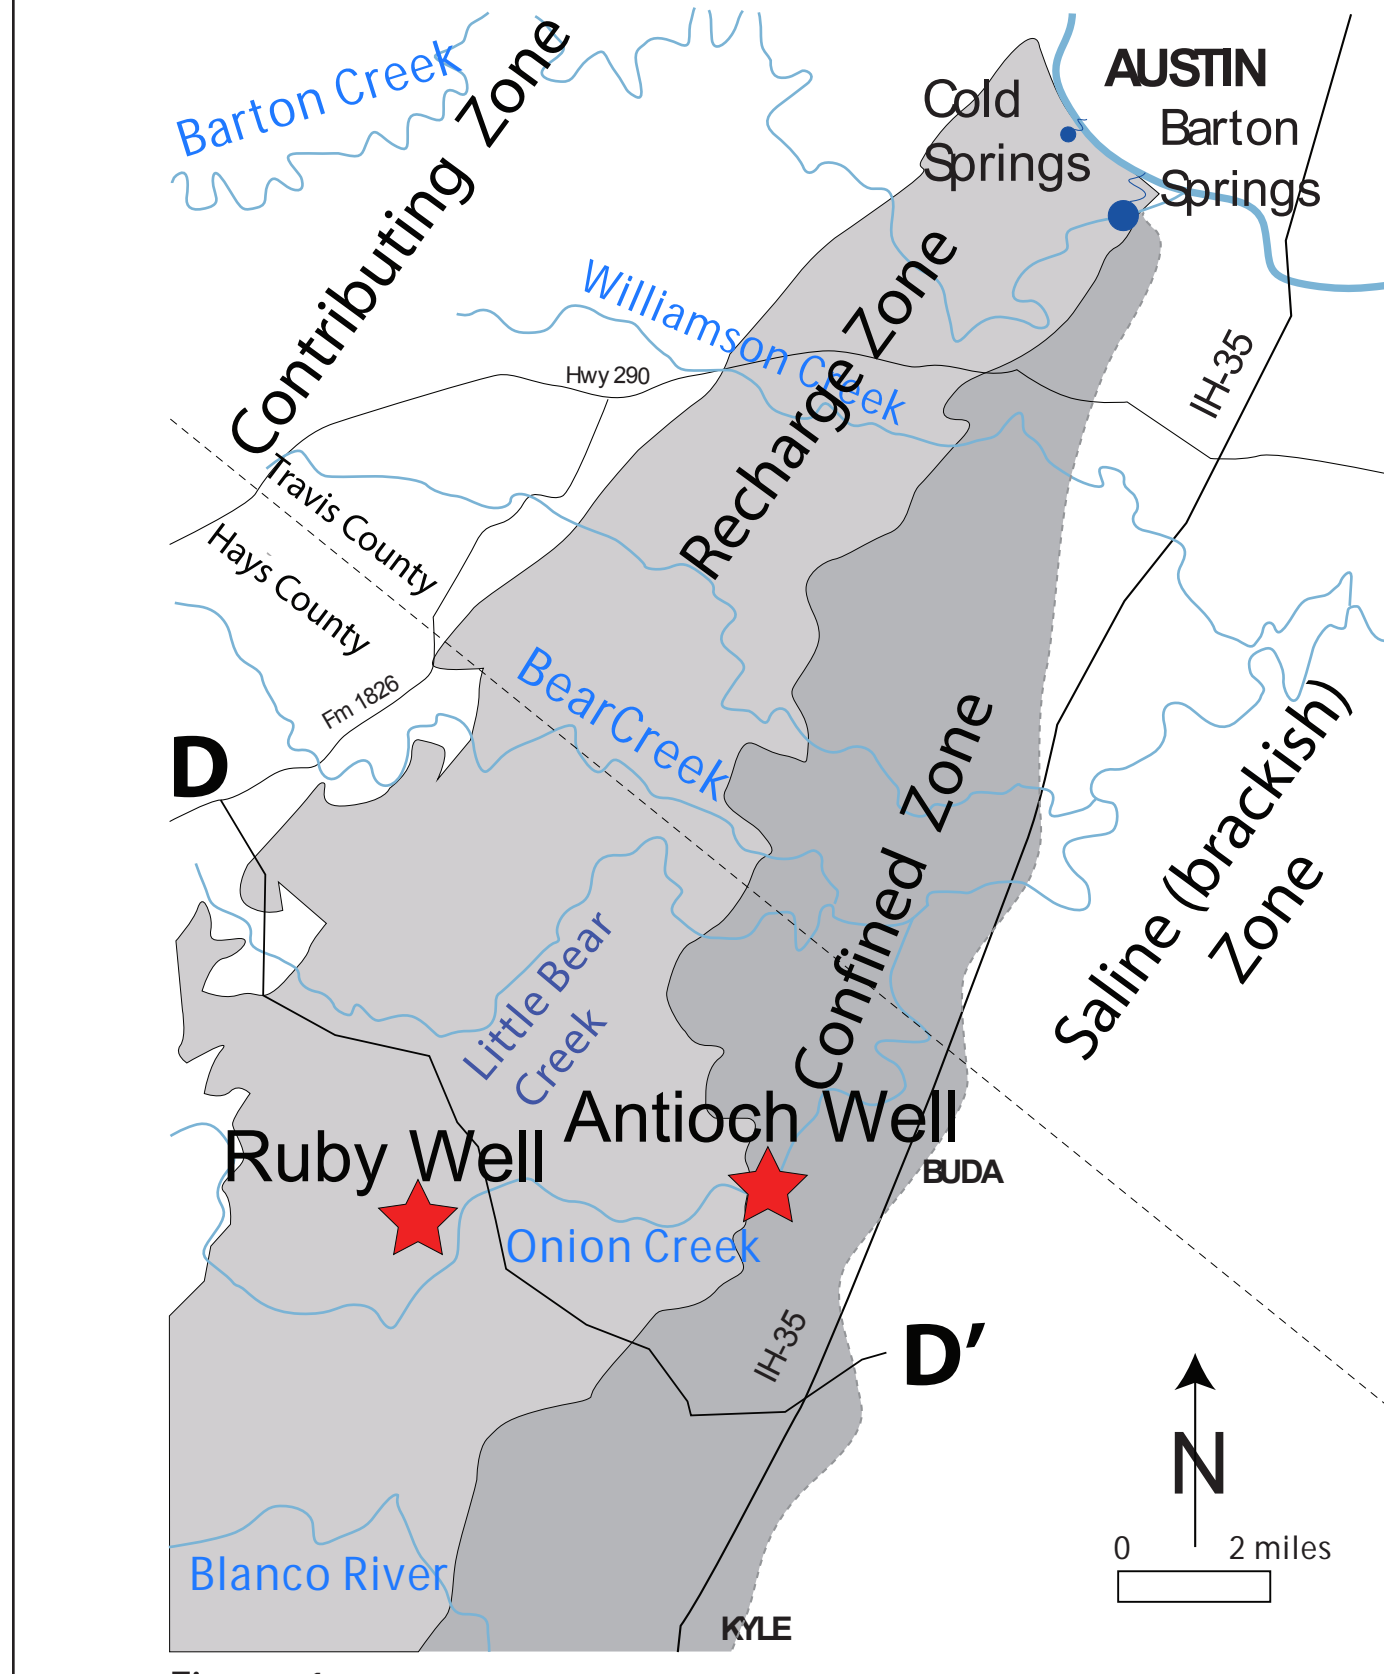 Barton Creek
Contributing Zone
Cold
Springs
AUSTIN
Barton
Springs
Williamson Creek
Hwy 290
Recharge Zone
IH-35
Travis County
Hays County
Fm 1826
Bear Creek
D
Confined Zone
Saline (brackish)
Zone
Little Bear
Creek
Antioch Well
Ruby Well
BUDA
Onion Creek
IH-35
D’
N
0 2 miles
Blanco River
KYLE